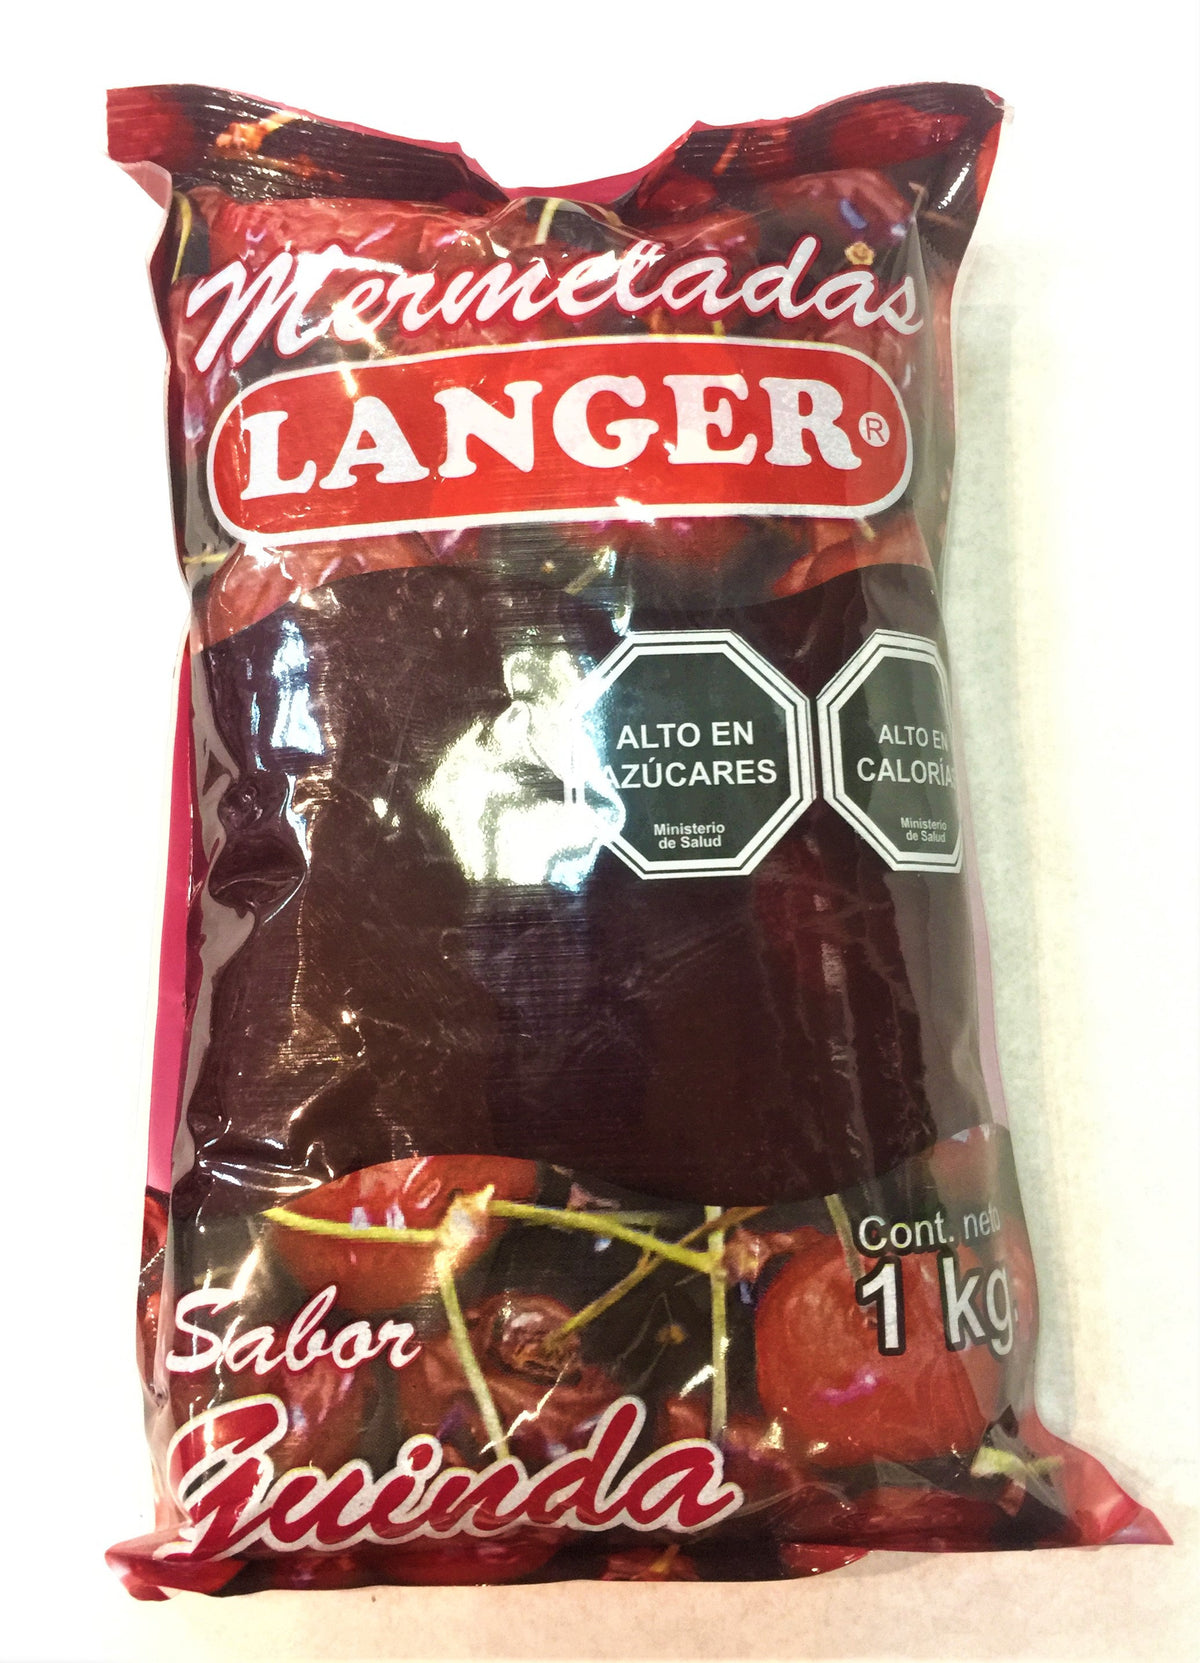 Mermeladas
LANGER®
ALTO EN
AZÚCARES
Ministerio
de Salud
ALTO EN
CALORÍAS
Ministerio
de Salud
Cont. neto
1 kg.
Sabor
Guinda